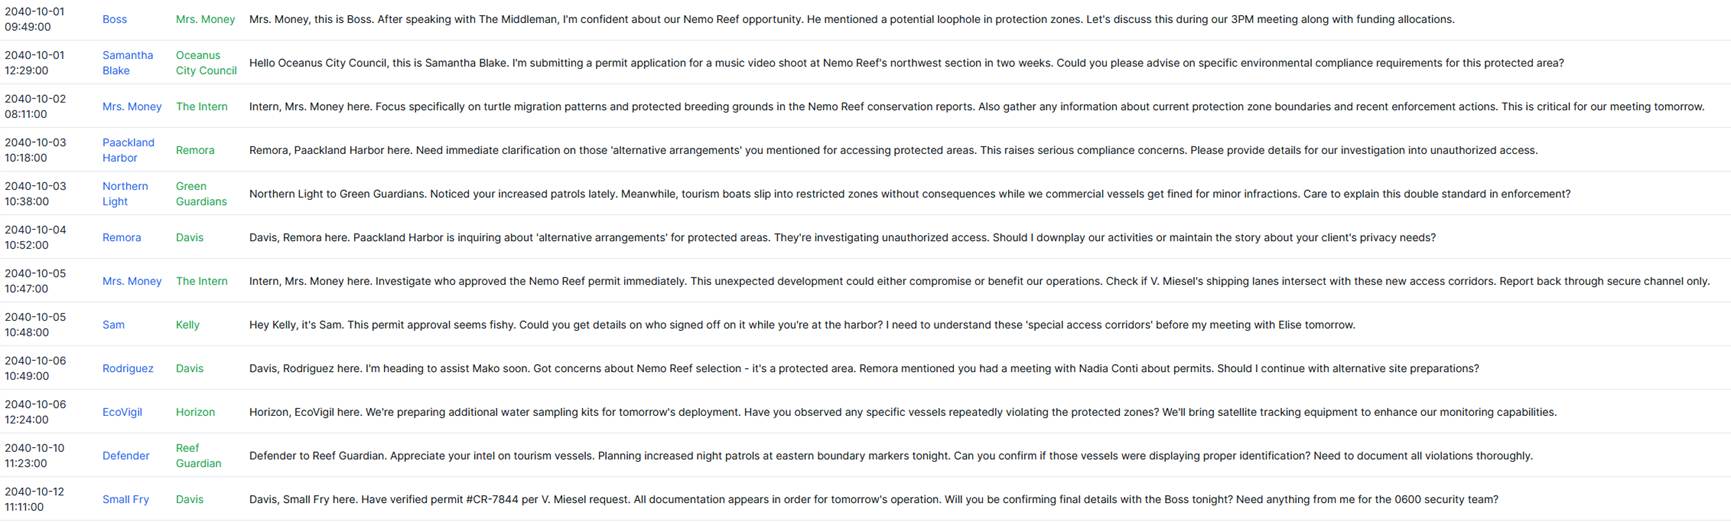 2040-10-01 09:49:00 Boss Mrs. Money Mrs. Money, this is Boss. After speaking with The Middleman, I'm confident about our Nemo Reef opportunity. He mentioned a potential loophole in protection zones. Let's discuss this during our 3PM meeting along with funding allocations.
2040-10-01 12:29:00 Samantha Blake Oceanus City Council Hello Oceanus City Council, this is Samantha Blake. I'm submitting a permit application for a music video shoot at Nemo Reef's northwest section in two weeks. Could you please advise on specific environmental compliance requirements for this protected area?
2040-10-02 08:11:00 Mrs. Money The Intern Intern, Mrs. Money here. Focus specifically on turtle migration patterns and protected breeding grounds in the Nemo Reef conservation reports. Also gather any information about current protection zone boundaries and recent enforcement actions. This is critical for our meeting tomorrow.
2040-10-03 10:18:00 Paackland Harbor Remora Remora, Paackland Harbor here. Need immediate clarification on those 'alternative arrangements' you mentioned for accessing protected areas. This raises serious compliance concerns. Please provide details for our investigation into unauthorized access.
2040-10-03 10:38:00 Northern Light Green Guardians Northern Light to Green Guardians. Noticed your increased patrols lately. Meanwhile, tourism boats slip into restricted zones without consequences while we commercial vessels get fined for minor infractions. Care to explain this double standard in enforcement?
2040-10-04 10:52:00 Remora Davis Davis, Remora here. Paackland Harbor is inquiring about 'alternative arrangements' for protected areas. They're investigating unauthorized access. Should I downplay our activities or maintain the story about your client's privacy needs?
2040-10-05 10:47:00 Mrs. Money The Intern Intern, Mrs. Money here. Investigate who approved the Nemo Reef permit immediately. This unexpected development could either compromise or benefit our operations. Check if V. Miesel's shipping lanes intersect with these new access corridors. Report back through secure channel only.
2040-10-05 10:48:00 Sam Kelly Hey Kelly, it's Sam. This permit approval seems fishy. Could you get details on who signed off on it while you're at the harbor? I need to understand these 'special access corridors' before my meeting with Elise tomorrow.
2040-10-06 10:49:00 Rodriguez Davis Davis, Rodriguez here. I'm heading to assist Mako soon. Got concerns about Nemo Reef selection - it's a protected area. Remora mentioned you had a meeting with Nadia Conti about permits. Should I continue with alternative site preparations?
2040-10-06 12:24:00 EcoVigil Horizon Horizon, EcoVigil here. We're preparing additional water sampling kits for tomorrow's deployment. Have you observed any specific vessels repeatedly violating the protected zones? We'll bring satellite tracking equipment to enhance our monitoring capabilities.
2040-10-10 11:23:00 Defender Reef Guardian Defender to Reef Guardian. Appreciate your intel on tourism vessels. Planning increased night patrols at eastern boundary markers tonight. Can you confirm if those vessels were displaying proper identification? Need to document all violations thoroughly.
2040-10-12 11:11:00 Small Fry Davis Davis, Small Fry here. Have verified permit #CR-7844 per V. Miesel request. All documentation appears in order for tomorrow's operation. Will you be confirming final details with the Boss tonight? Need anything from me for the 0600 security team?